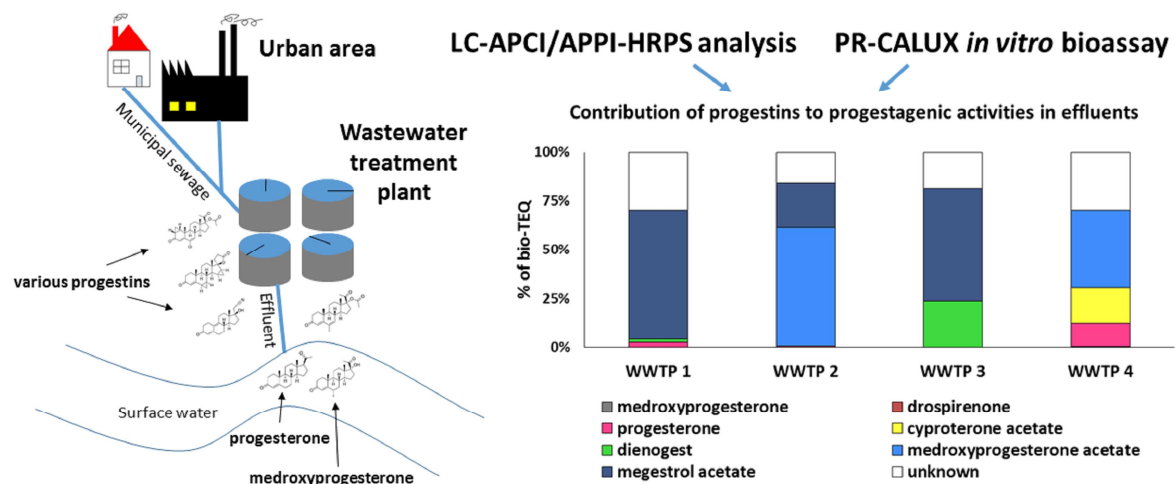 Urban area
Municipal sewage
Wastewater
treatment
plant
various progestins
Effluent
Surface water
progesterone
medroxyprogesterone
LC-APCI/APPI-HRPS analysis
PR-CALUX in vitro bioassay
Contribution of progestins to progestagenic activities in effluents
% of bio-TEQ
100%
75%
50%
25%
0%
WWTP 1 WWTP 2 WWTP 3 WWTP 4
medroxyprogesterone drospirenone
progesterone cyproterone acetate
dienogest medroxyprogesterone acetate
megestrol acetate unknown